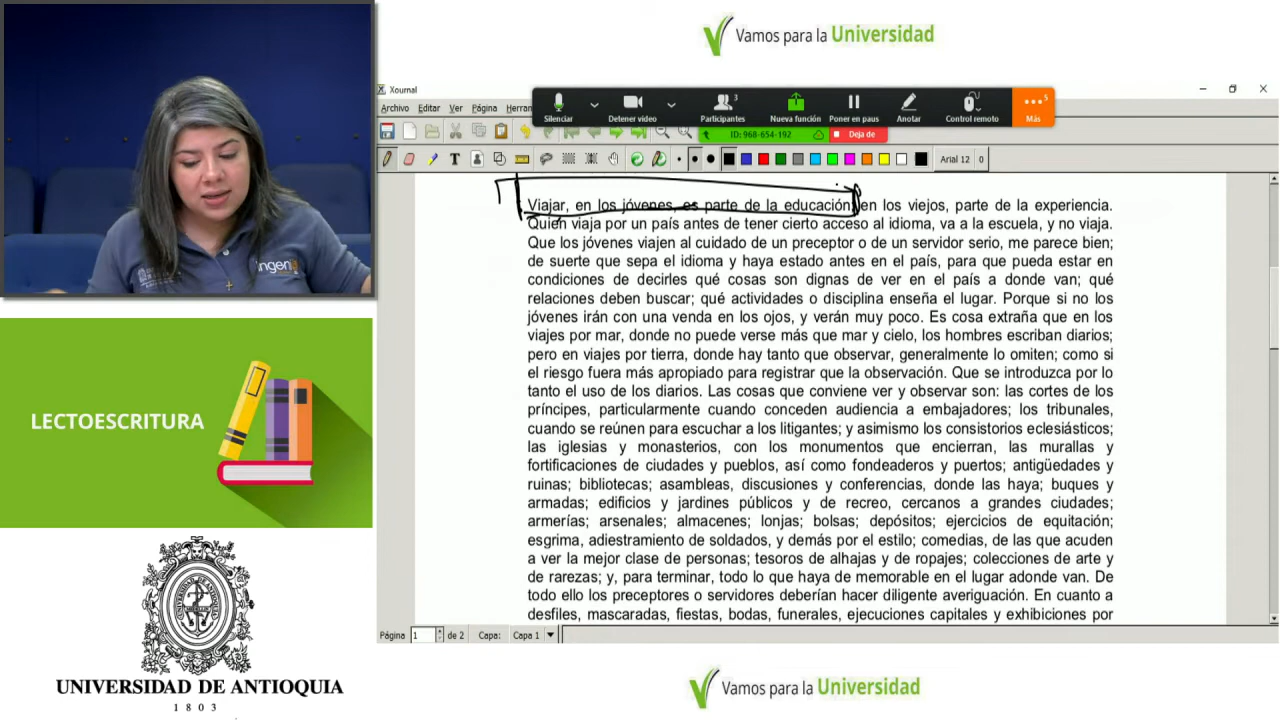 Vamos para la Universidad
Xournal
Archivo Editar Ver Página Herran
Silenciar Detener video Participantes 3 Nueva función Poner en paus Anotar Control remoto Más 5
ID: 968-654-192 Deja de
Arial 12 0
Viajar, en los jóvenes, es parte de la educación; en los viejos, parte de la experiencia.
Quien viaja por un país antes de tener cierto acceso al idioma, va a la escuela, y no viaja.
Que los jóvenes viajen al cuidado de un preceptor o de un servidor serio, me parece bien;
de suerte que sepa el idioma y haya estado antes en el país, para que pueda estar en
condiciones de decirles qué cosas son dignas de ver en el país a donde van; qué
relaciones deben buscar; qué actividades o disciplina enseña el lugar. Porque si no los
jóvenes irán con una venda en los ojos, y verán muy poco. Es cosa extraña que en los
viajes por mar, donde no puede verse más que mar y cielo, los hombres escriban diarios;
pero en viajes por tierra, donde hay tanto que observar, generalmente lo omiten; como si
el riesgo fuera más apropiado para registrar que la observación. Que se introduzca por lo
tanto el uso de los diarios. Las cosas que conviene ver y observar son: las cortes de los
príncipes, particularmente cuando conceden audiencia a embajadores; los tribunales,
cuando se reúnen para escuchar a los litigantes; y asimismo los consistorios eclesiásticos;
las iglesias y monasterios, con los monumentos que encierran, las murallas y
fortificaciones de ciudades y pueblos, así como fondeaderos y puertos; antigüedades y
ruinas; bibliotecas; asambleas, discusiones y conferencias, donde las haya; buques y
armadas; edificios y jardines públicos y de recreo, cercanos a grandes ciudades;
armerías; arsenales; almacenes; lonjas; bolsas; depósitos; ejercicios de equitación;
esgrima, adiestramiento de soldados, y demás por el estilo; comedias, de las que acuden
a ver la mejor clase de personas; tesoros de alhajas y de ropajes; colecciones de arte y
de rarezas; y, para terminar, todo lo que haya de memorable en el lugar adonde van. De
todo ello los preceptores o servidores deberían hacer diligente averiguación. En cuanto a
desfiles, mascaradas, fiestas, bodas, funerales, ejecuciones capitales y exhibiciones por
Página 1 de 2 Capa: Capa 1
ingeni@
LECTOESCRITURA
UNIVERSIDAD DE ANTIOQUIA
1803
Vamos para la Universidad